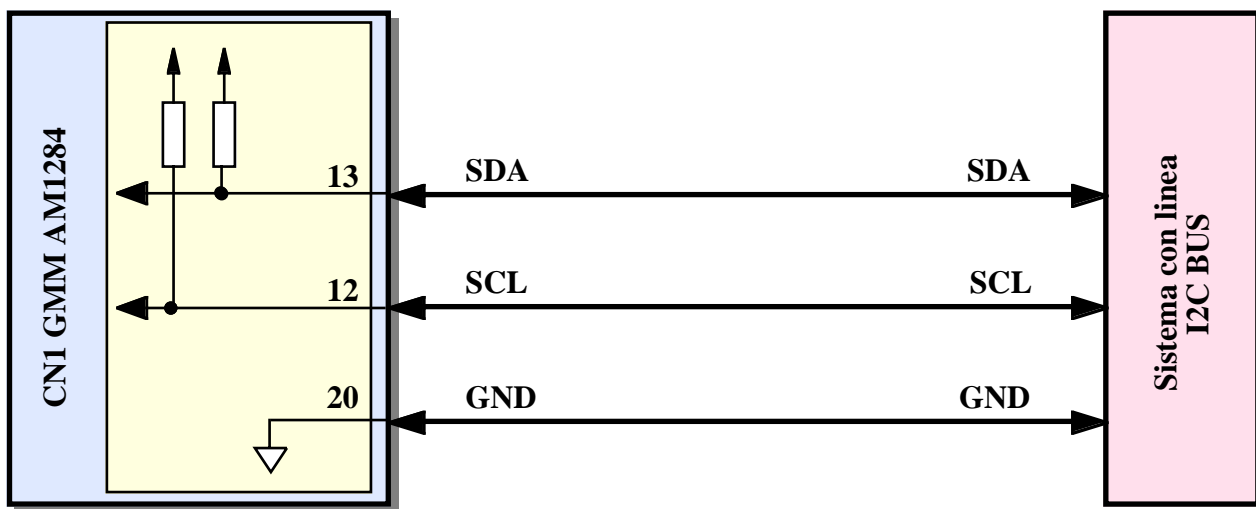 CN1 GMM AM1284
13
SDA
SDA
12
SCL
SCL
20
GND
GND
Sistema con linea
I2C BUS